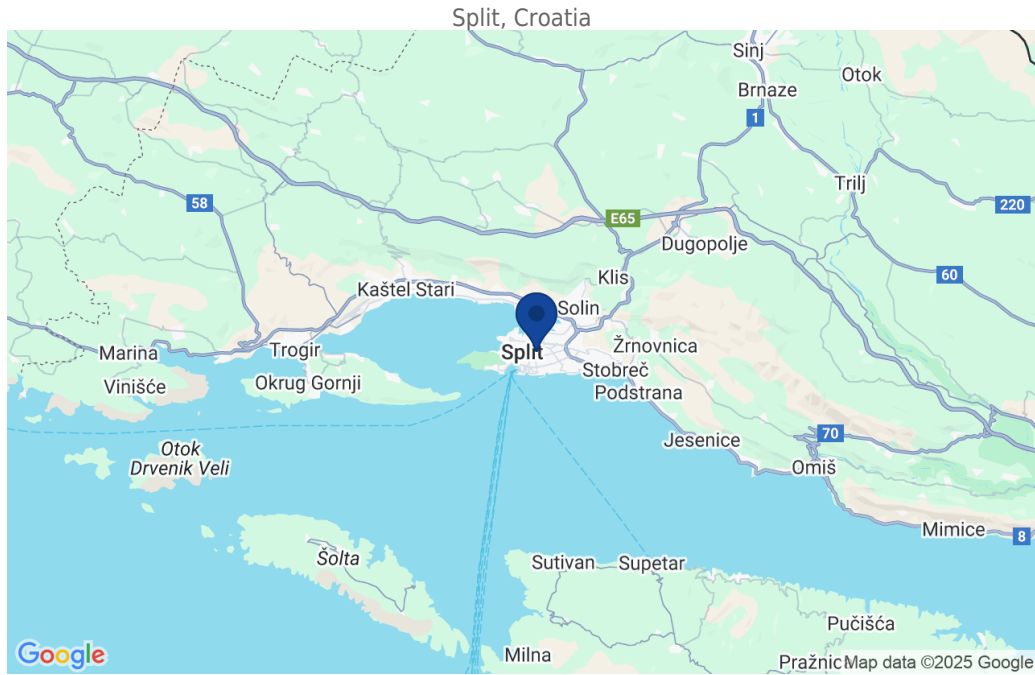 Split, Croatia
Sinj
Otok
Brnaze
1
Trilj
58
220
E65
Dugopolje
60
Klis
Kaštel Stari
Solin
Split
Žrnovnica
Marina
Trogir
Stobreč
Vinišće
Okrug Gornji
Podstrana
70
Jesenice
Otok
Drvenik Veli
Omiš
Mimice
8
Šolta
Sutivan
Supetar
Pučišća
Google
Milna
Pražnic
Map data ©2025 Google